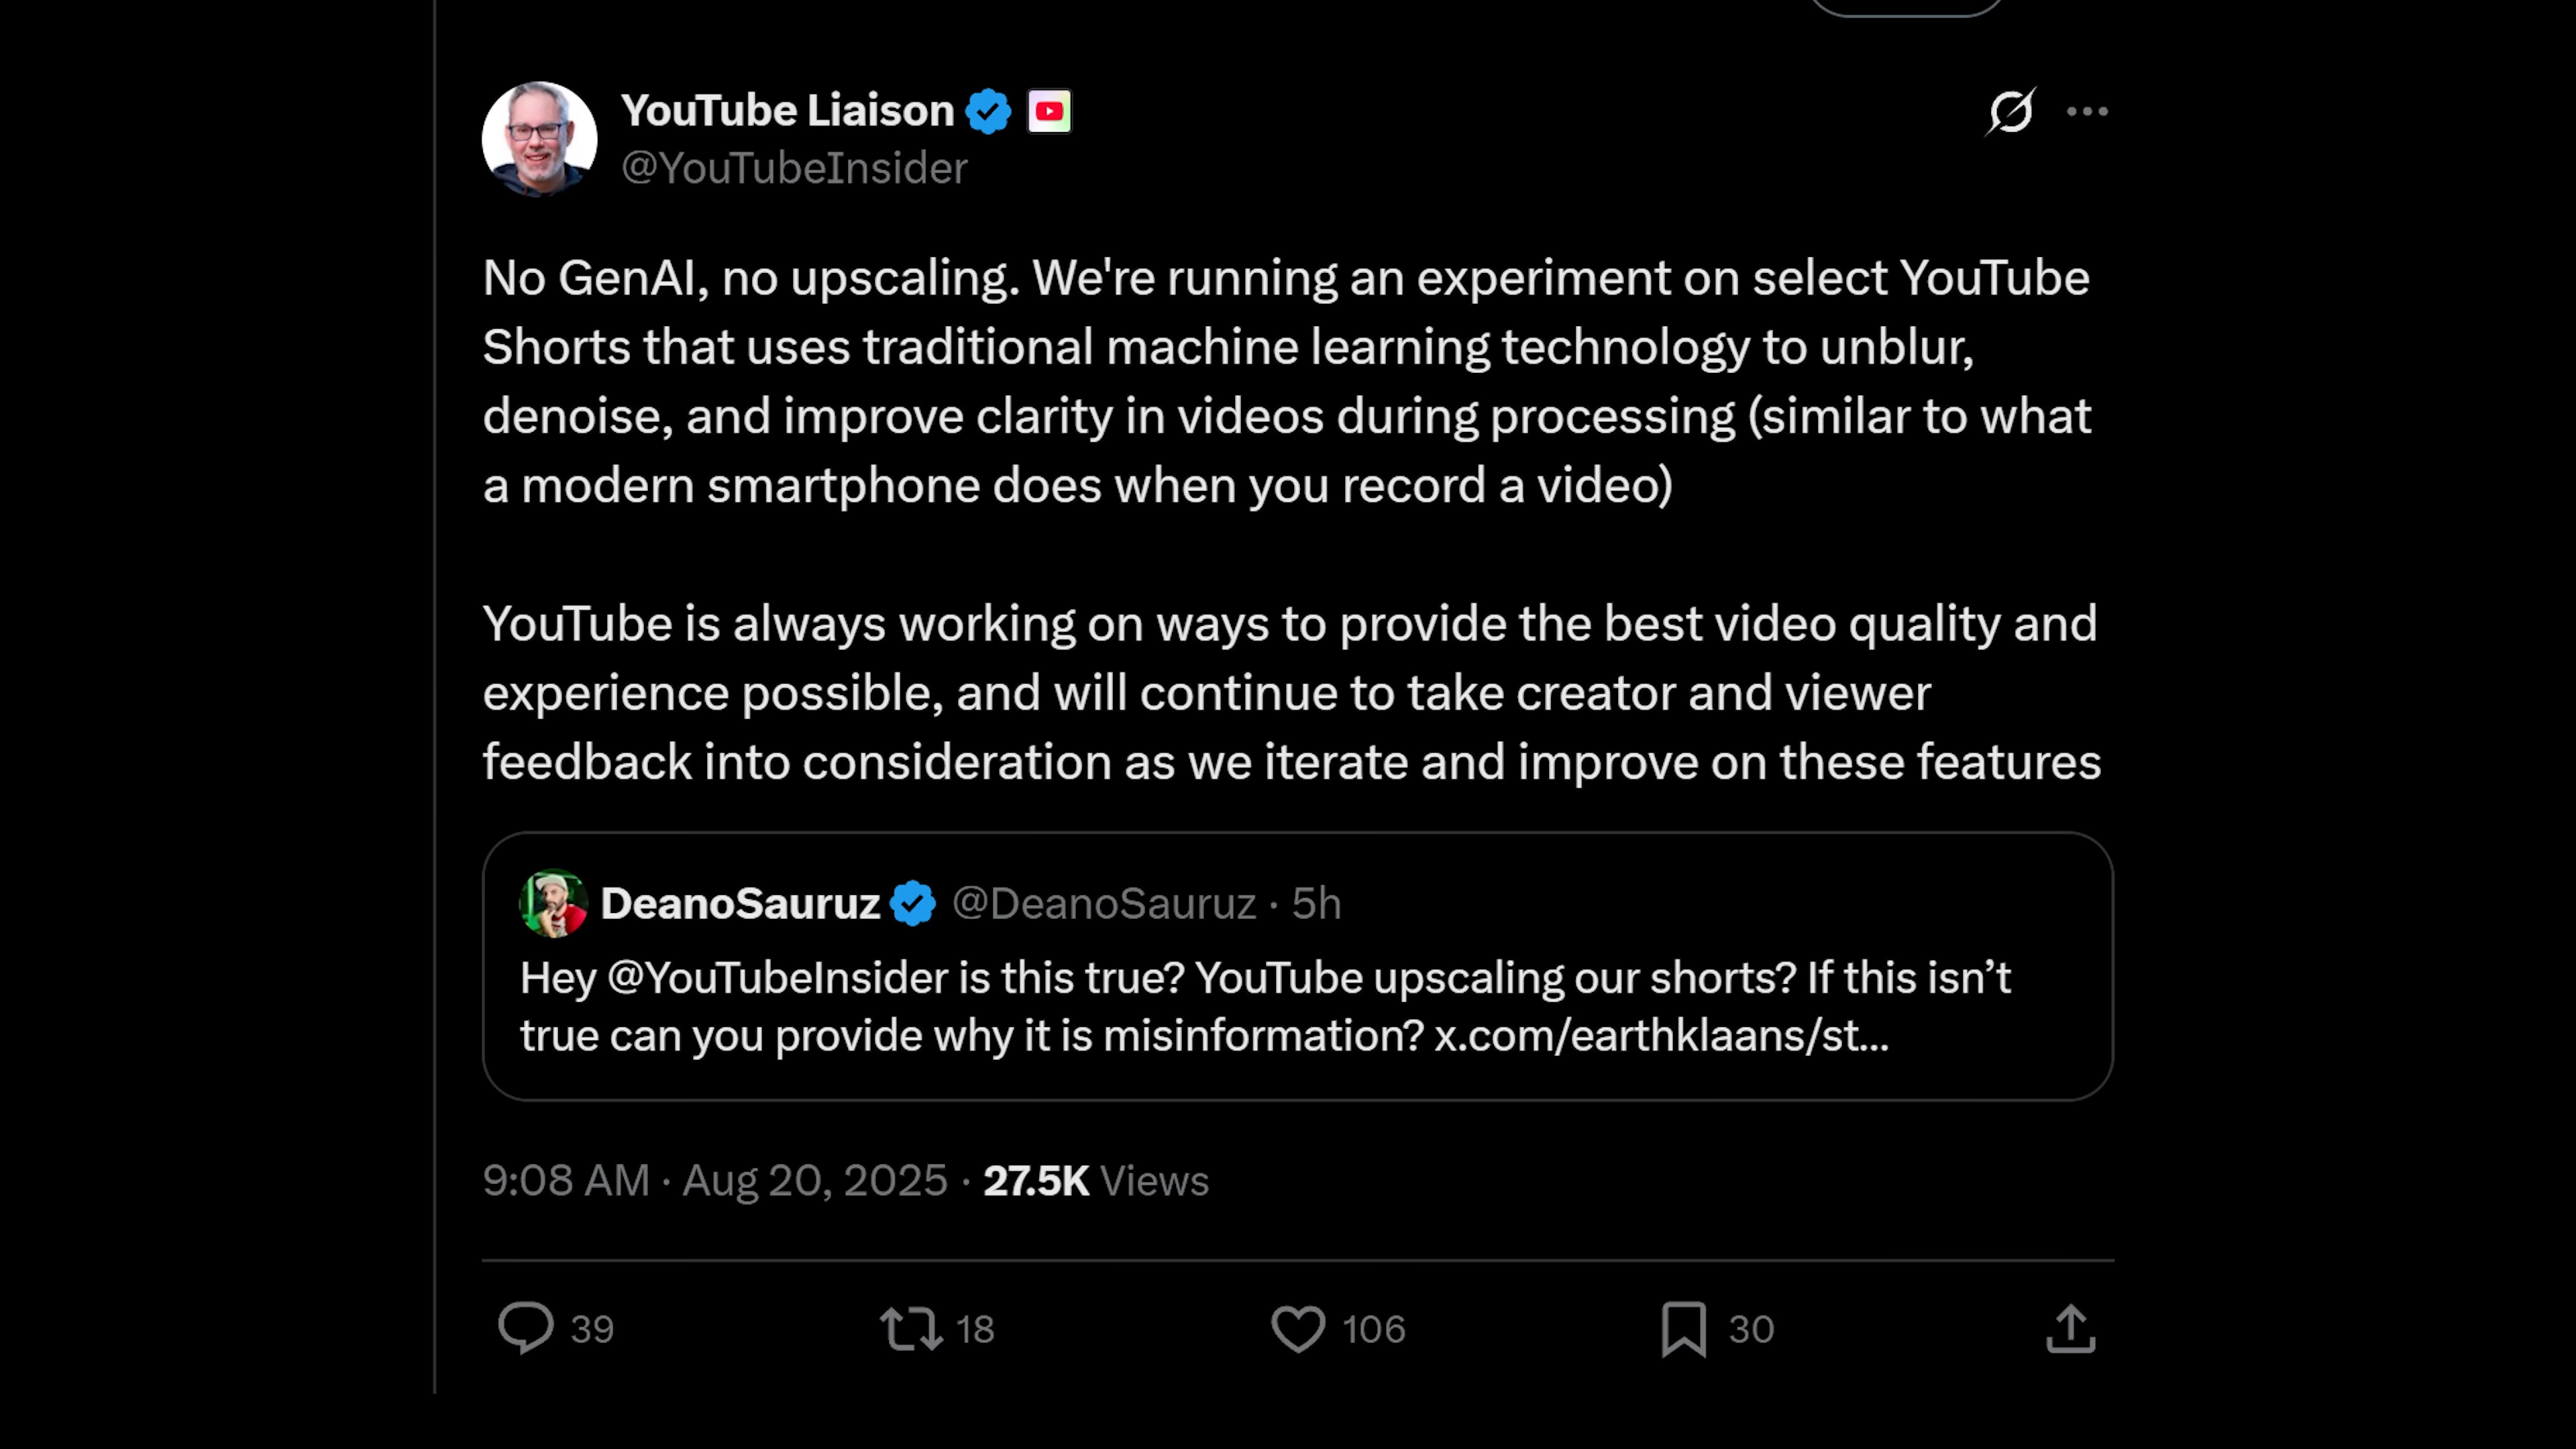 YouTube Liaison
@YouTubeInsider
No GenAI, no upscaling. We're running an experiment on select YouTube
Shorts that uses traditional machine learning technology to unblur,
denoise, and improve clarity in videos during processing (similar to what
a modern smartphone does when you record a video)
YouTube is always working on ways to provide the best video quality and
experience possible, and will continue to take creator and viewer
feedback into consideration as we iterate and improve on these features
DeanoSauruz @DeanoSauruz · 5h
Hey @YouTubeInsider is this true? YouTube upscaling our shorts? If this isn’t
true can you provide why it is misinformation? x.com/earthklaans/st...
9:08 AM · Aug 20, 2025 · 27.5K Views
39 18 106 30